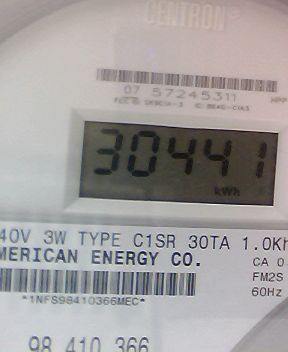 CENTRON®
07 57245311
30441
kWh
40V 3W TYPE C1SR 30TA 1.0Kh
MERICAN ENERGY CO.
CA 0
FM2S
60Hz
*1NFS98410366MEC*
98 410 366